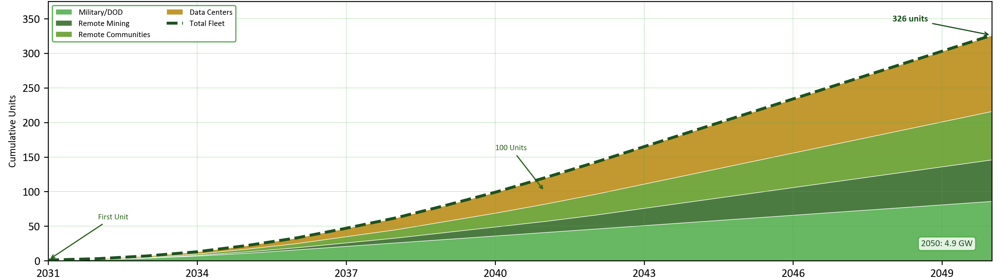 Military/DOD
Remote Mining
Remote Communities
Data Centers
Total Fleet
326 units
100 Units
First Unit
2050: 4.9 GW
Cumulative Units
350
300
250
200
150
100
50
0
2031
2034
2037
2040
2043
2046
2049